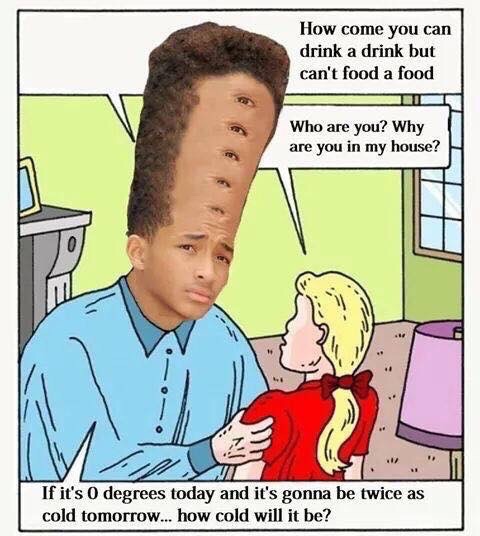 How come you can
drink a drink but
can't food a food
Who are you? Why
are you in my house?
If it's 0 degrees today and it's gonna be twice as
cold tomorrow... how cold will it be?